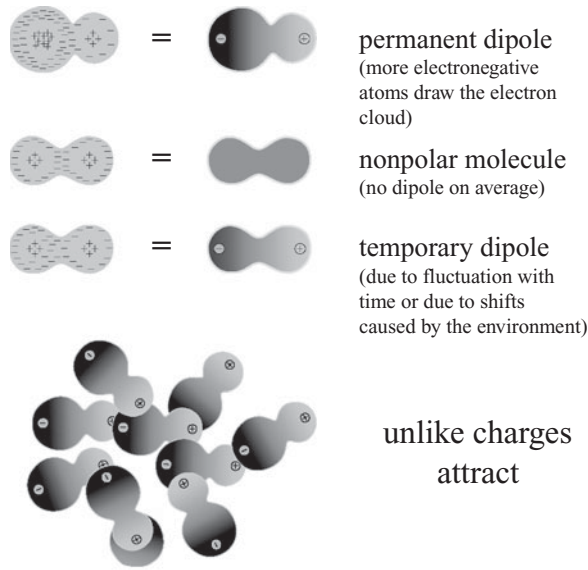 = permanent dipole
(more electronegative
atoms draw the electron
cloud)
= nonpolar molecule
(no dipole on average)
= temporary dipole
(due to fluctuation with
time or due to shifts
caused by the environment)
unlike charges
attract